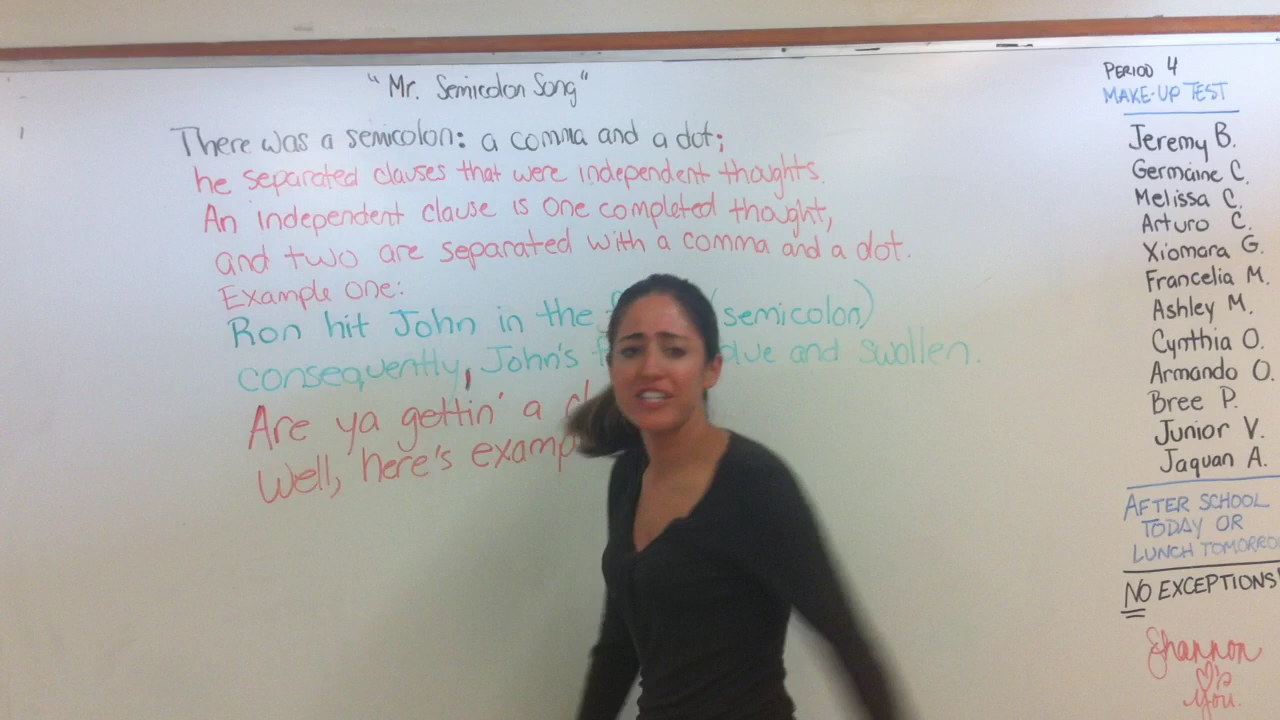 "Mr. Semicolon Song"
There was a semicolon: a comma and a dot;
he separated clauses that were independent thoughts.
An independent clause is one completed thought,
and two are separated with a comma and a dot.
Example one:
Ron hit John in the (semicolon)
consequently, John's blue and swollen.
Are ya gettin' a
Well, here's
PERIOD 4
MAKE-UP TEST
Jeremy B.
Germaine C.
Melissa C.
Arturo C.
Xiomara G.
Francelia M.
Ashley M.
Cynthia O.
Armando O.
Bree P.
Junior V.
Jaquan A.
AFTER SCHOOL
TODAY OR
LUNCH TOMORRO
NO EXCEPTIONS!
Shannon
♡'s
You.